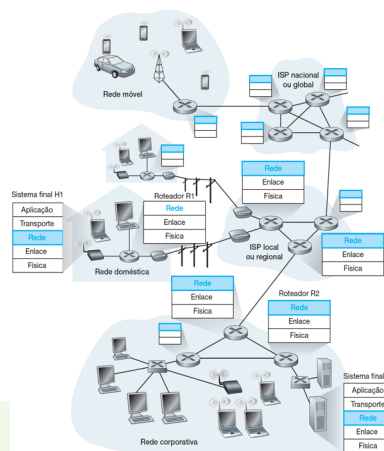 Rede móvel
ISP nacional
ou global
Rede
Enlace
Física
Sistema final H1
Aplicação
Transporte
Rede
Enlace
Física
Roteador R1
Rede
Enlace
Física
Rede doméstica
ISP local
ou regional
Rede
Enlace
Física
Rede
Enlace
Física
Roteador R2
Rede
Enlace
Física
Sistema final
Aplicação
Transporte
Rede
Enlace
Física
Rede corporativa